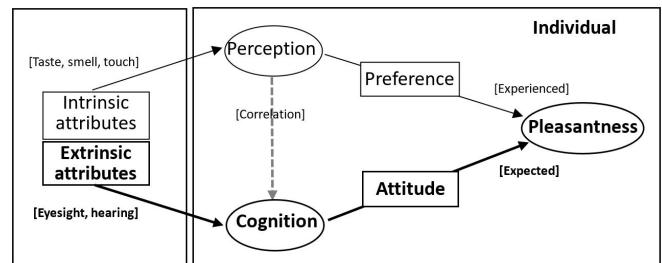 Individual
Perception
[Taste, smell, touch]
Preference
[Experienced]
Intrinsic
attributes
[Correlation]
Pleasantness
Extrinsic
attributes
[Expected]
Attitude
[Eyesight, hearing]
Cognition